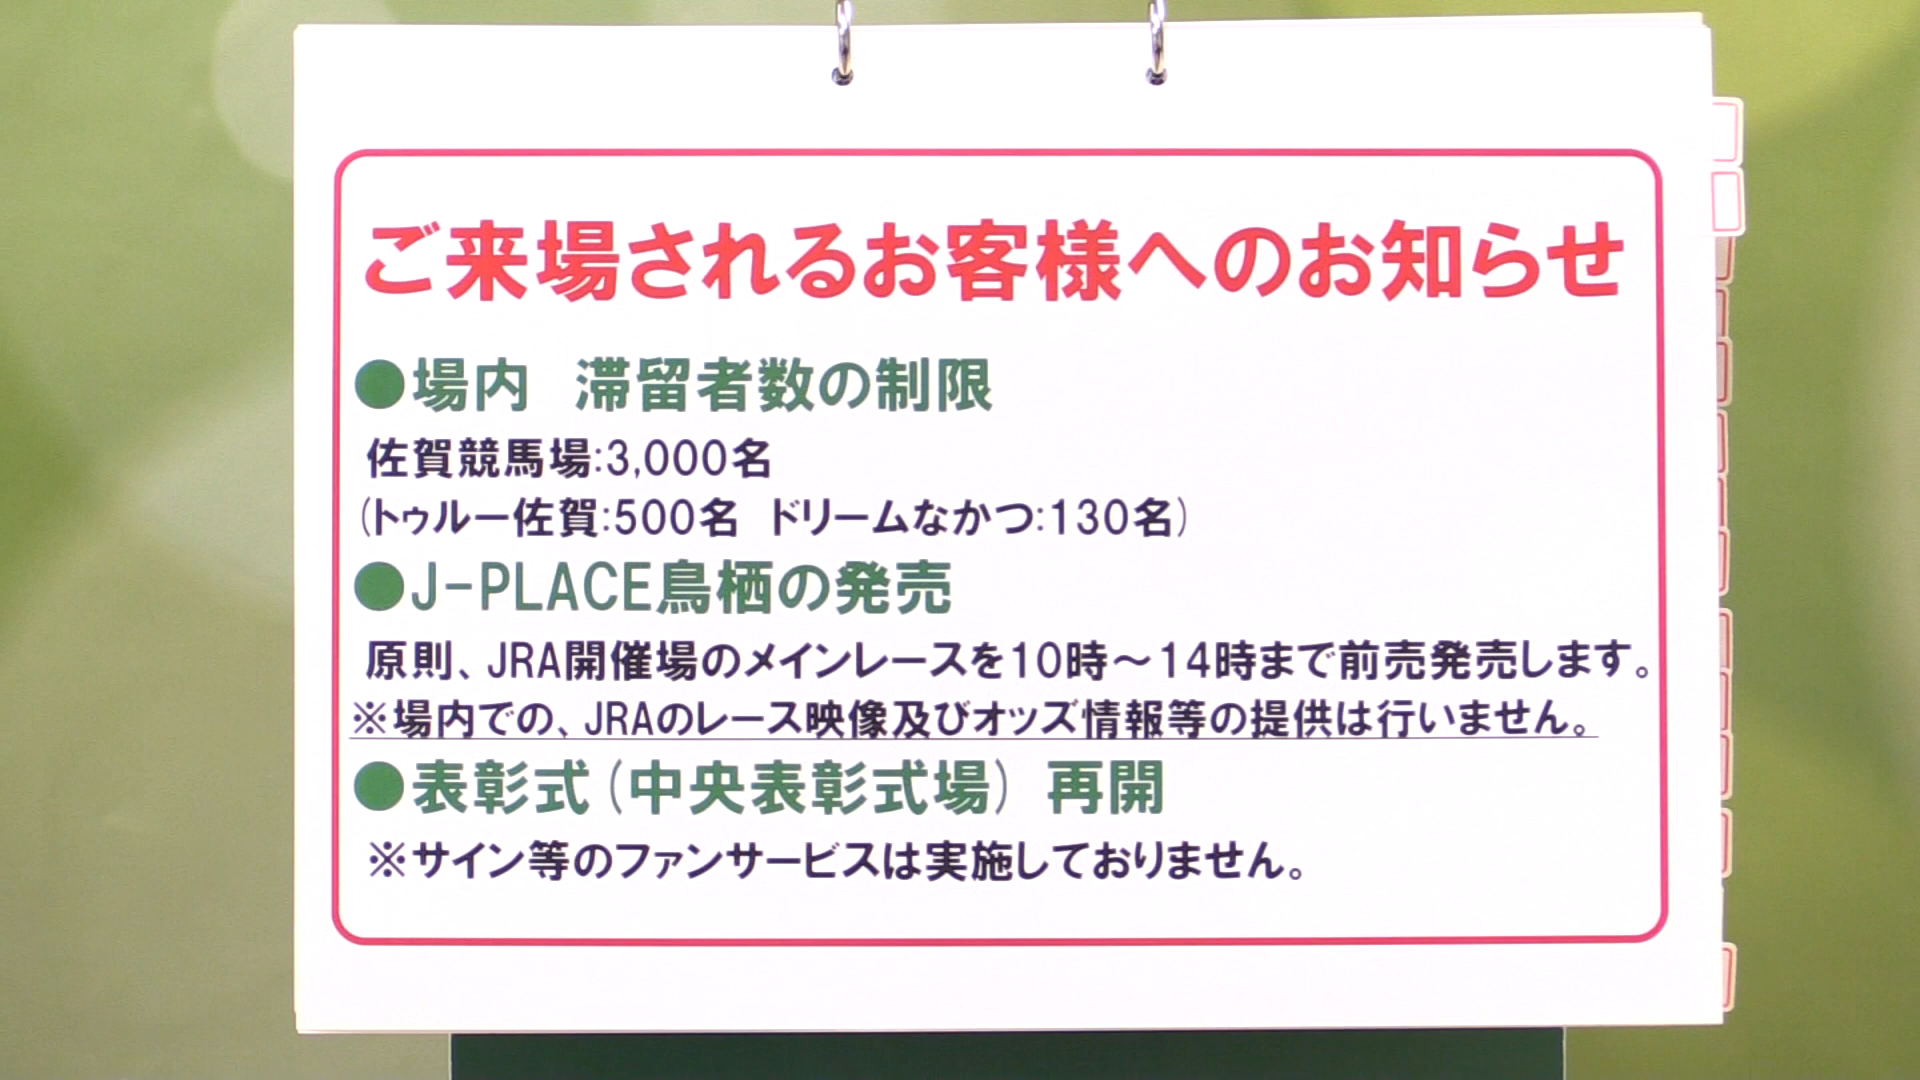 ご来場されるお客様へのお知らせ
●場内　滞留者数の制限
佐賀競馬場:3,000名
(トゥルー佐賀:500名　ドリームなかつ:130名)
●J-PLACE鳥栖の発売
原則、JRA開催場のメインレースを10時～14時まで前売発売します。
※場内での、JRAのレース映像及びオッズ情報等の提供は行いません。
●表彰式(中央表彰式場) 再開
※サイン等のファンサービスは実施しておりません。